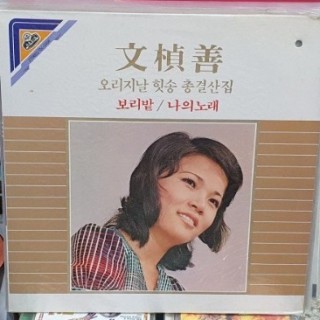 文楨善
오리지날 힛송 총결산집
보리밭 / 나의노래